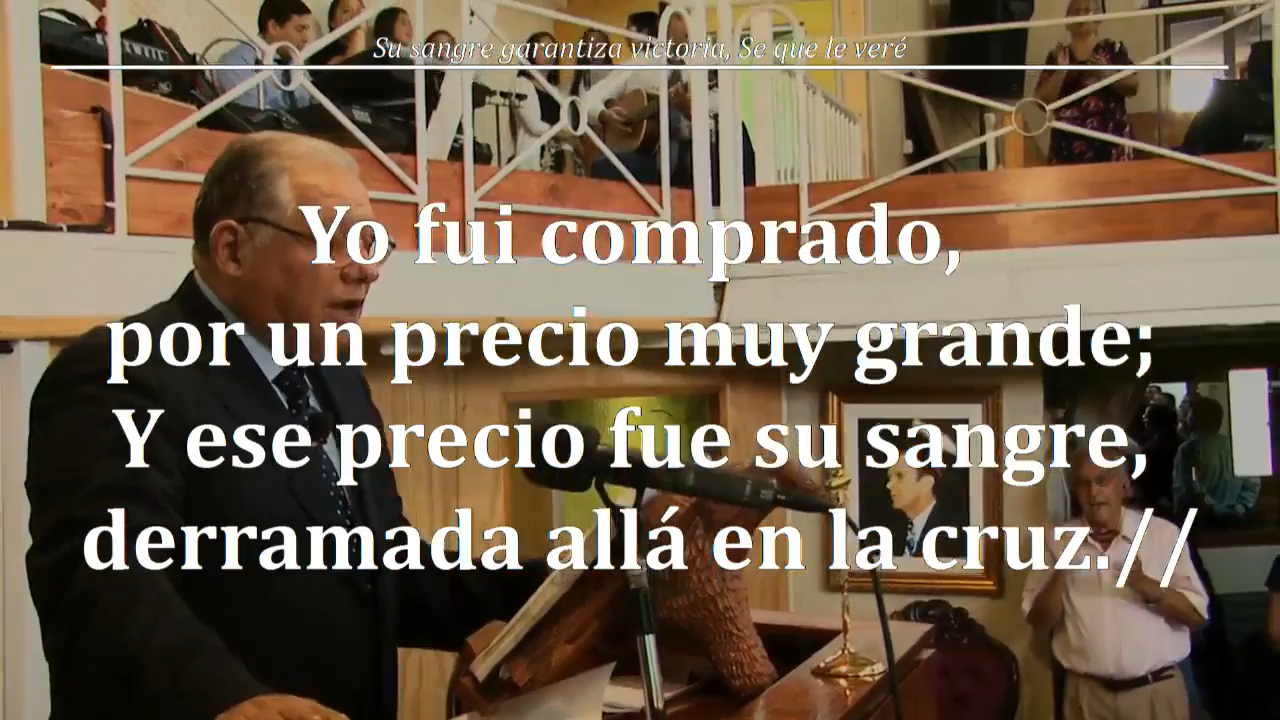 Su sangre garantiza victoria, Se que le veré
Yo fui comprado,
por un precio muy grande;
Y ese precio fue su sangre,
derramada allá en la cruz.//